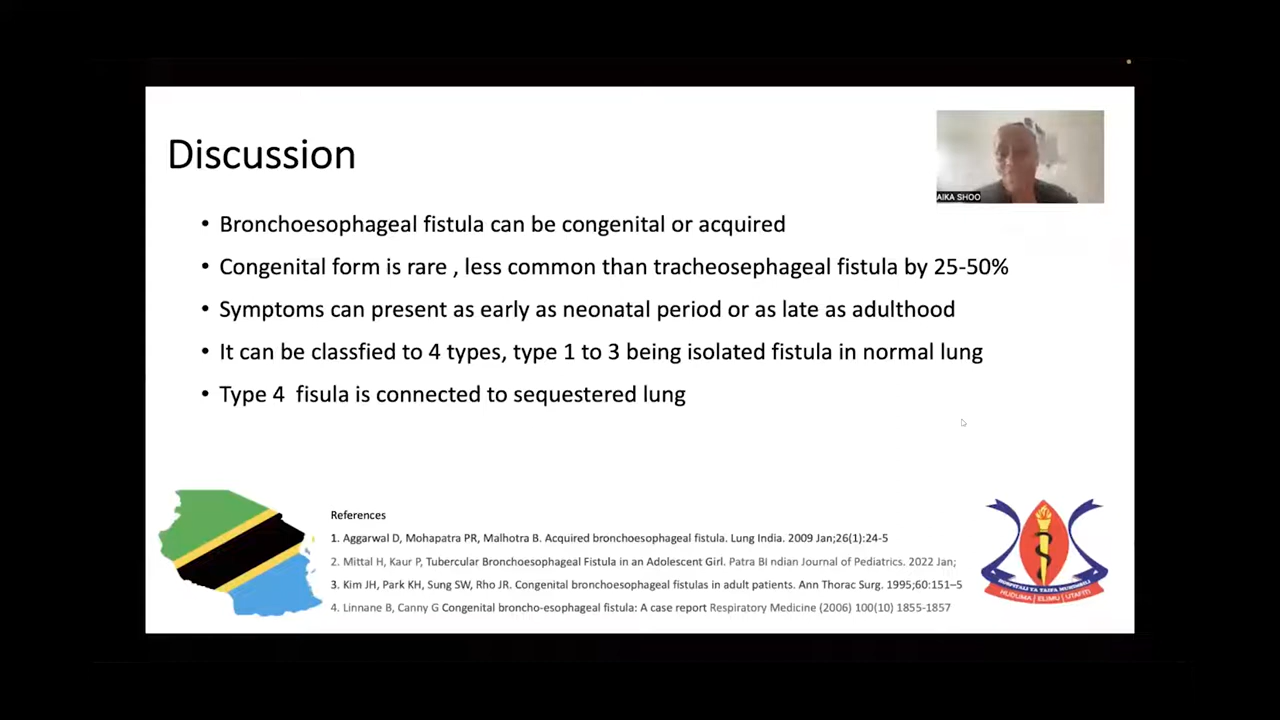 Discussion
AIKA SHOO
• Bronchoesophageal fistula can be congenital or acquired
• Congenital form is rare , less common than tracheosephageal fistula by 25-50%
• Symptoms can present as early as neonatal period or as late as adulthood
• It can be classfied to 4 types, type 1 to 3 being isolated fistula in normal lung
• Type 4 fisula is connected to sequestered lung
References
1. Aggarwal D, Mohapatra PR, Malhotra B. Acquired bronchoesophageal fistula. Lung India. 2009 Jan;26(1):24-5
2. Mittal H, Kaur P, Tubercular Bronchoesophageal Fistula in an Adolescent Girl. Patra BI ndian Journal of Pediatrics. 2022 Jan;
3. Kim JH, Park KH, Sung SW, Rho JR. Congenital bronchoesophageal fistulas in adult patients. Ann Thorac Surg. 1995;60:151–5
4. Linnane B, Canny G Congenital broncho-esophageal fistula: A case report Respiratory Medicine (2006) 100(10) 1855-1857
HOSPITALI YA TAIFA MUHIMBILI
HUDUMA | ELIMU | UTAFITI